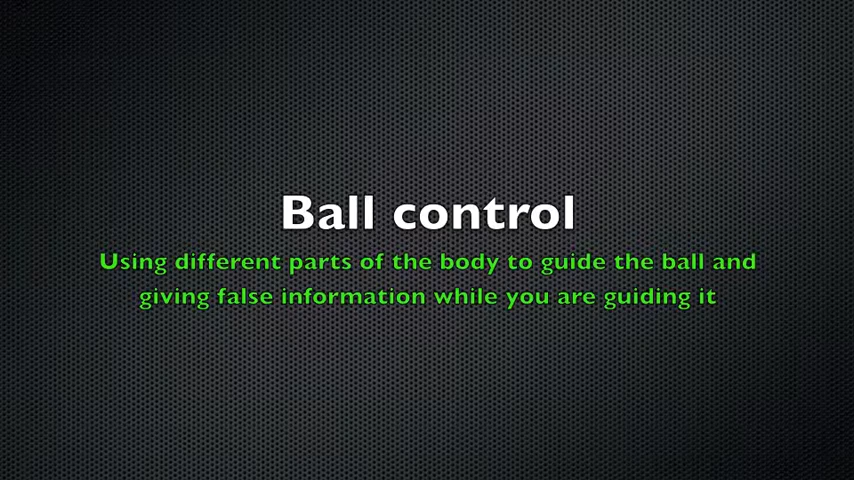 Ball control
Using different parts of the body to guide the ball and
giving false information while you are guiding it